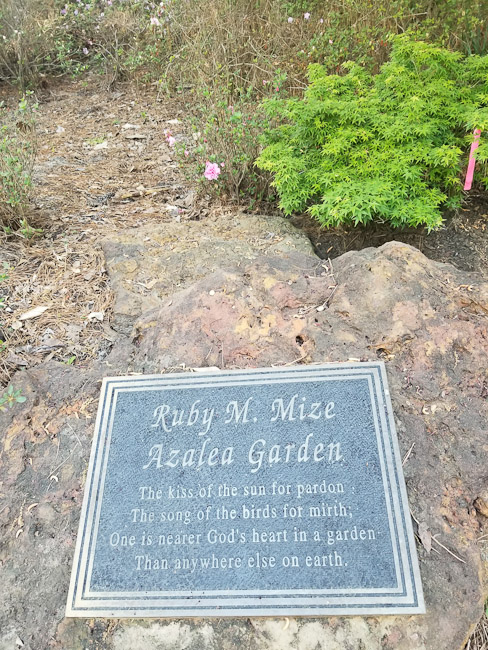 Ruby M. Mize
Azalea Garden
The kiss of the sun for pardon
The song of the birds for mirth;
One is nearer God's heart in a garden
Than anywhere else on earth.